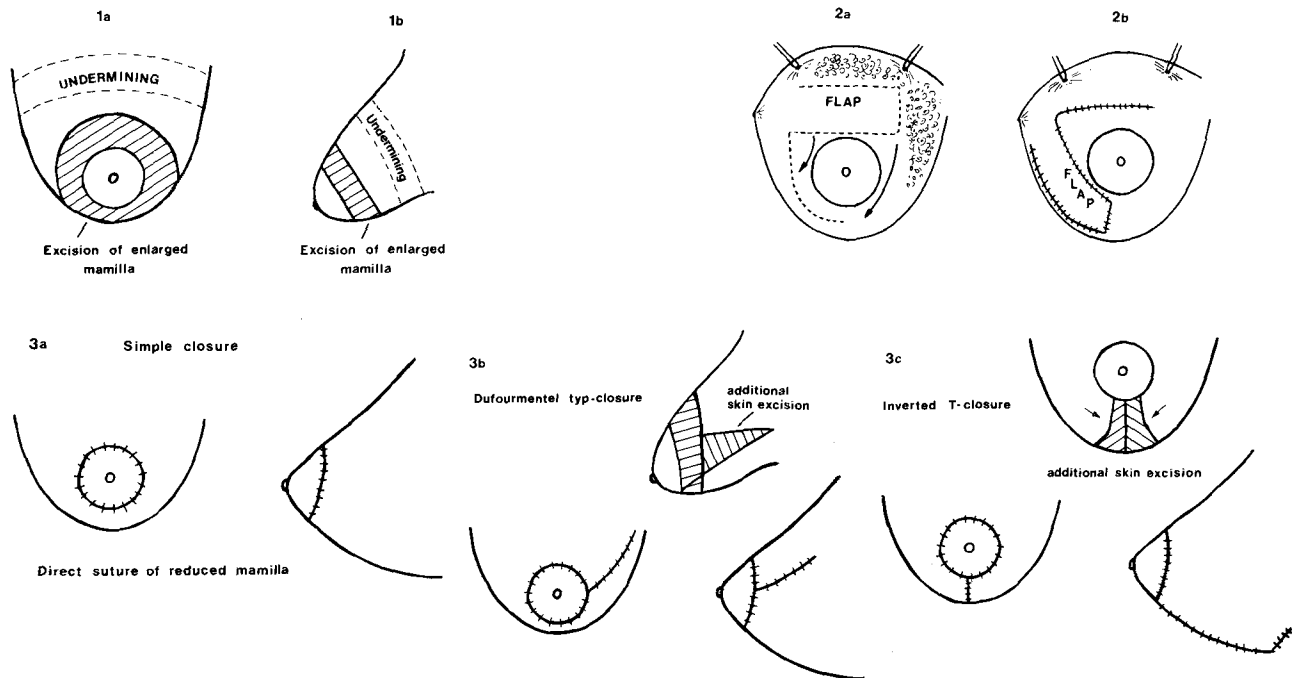 1a
1b
2a
2b
UNDERMINING
Undermining
FLAP
FLAP
Excision of enlarged
mamilla
Excision of enlarged
mamilla
3a
Simple closure
Direct suture of reduced mamilla
3b
Dufourmentel typ-closure
additional
skin excision
3c
Inverted T-closure
additional skin excision